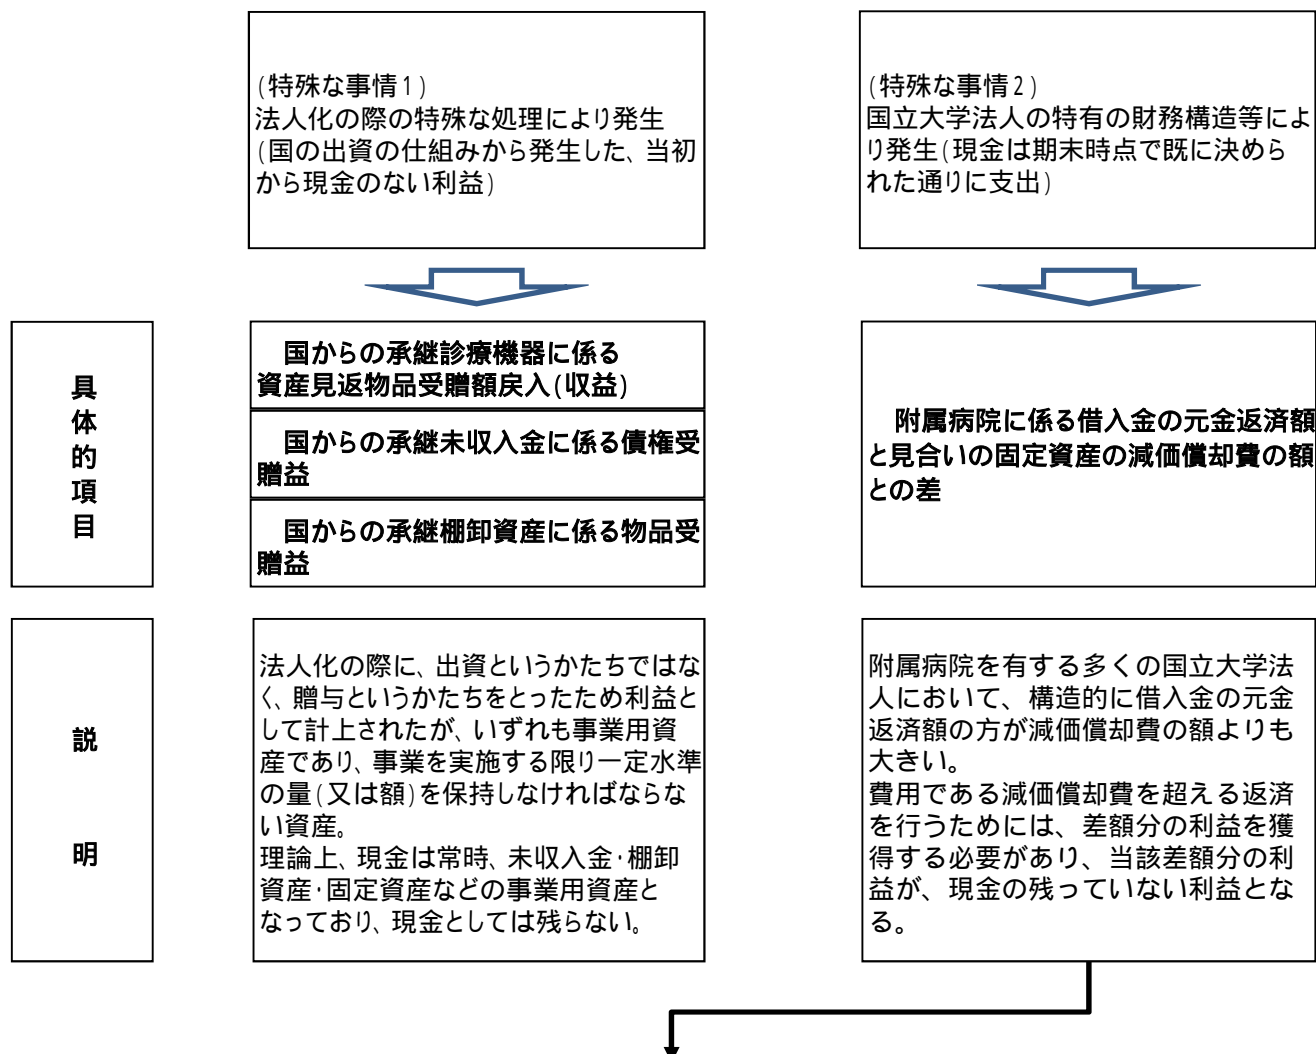 (特殊な事情1)
法人化の際の特殊な処理により発生
(国の出資の仕組みから発生した、当初
から現金のない利益)
(特殊な事情2)
国立大学法人の特有の財務構造等によ
り発生(現金は期末時点で既に決めら
れた通りに支出)
具
体
的
項
目
国からの承継診療機器に係る
資産見返物品受贈額戻入(収益)
国からの承継未収入金に係る債権受
贈益
国からの承継棚卸資産に係る物品受
贈益
附属病院に係る借入金の元金返済額
と見合いの固定資産の減価償却費の額
との差
説
明
法人化の際に、出資というかたちではな
く、贈与というかたちをとったため利益と
して計上されたが、いずれも事業用資
産であり、事業を実施する限り一定水準
の量(又は額)を保持しなければならな
い資産。
理論上、現金は常時、未収入金・棚卸
資産・固定資産などの事業用資産と
なっており、現金としては残らない。
附属病院を有する多くの国立大学法
人において、構造的に借入金の元金
返済額の方が減価償却費の額よりも
大きい。
費用である減価償却費を超える返済
を行うためには、差額分の利益を獲
得する必要があり、当該差額分の利
益が、現金の残っていない利益とな
る。